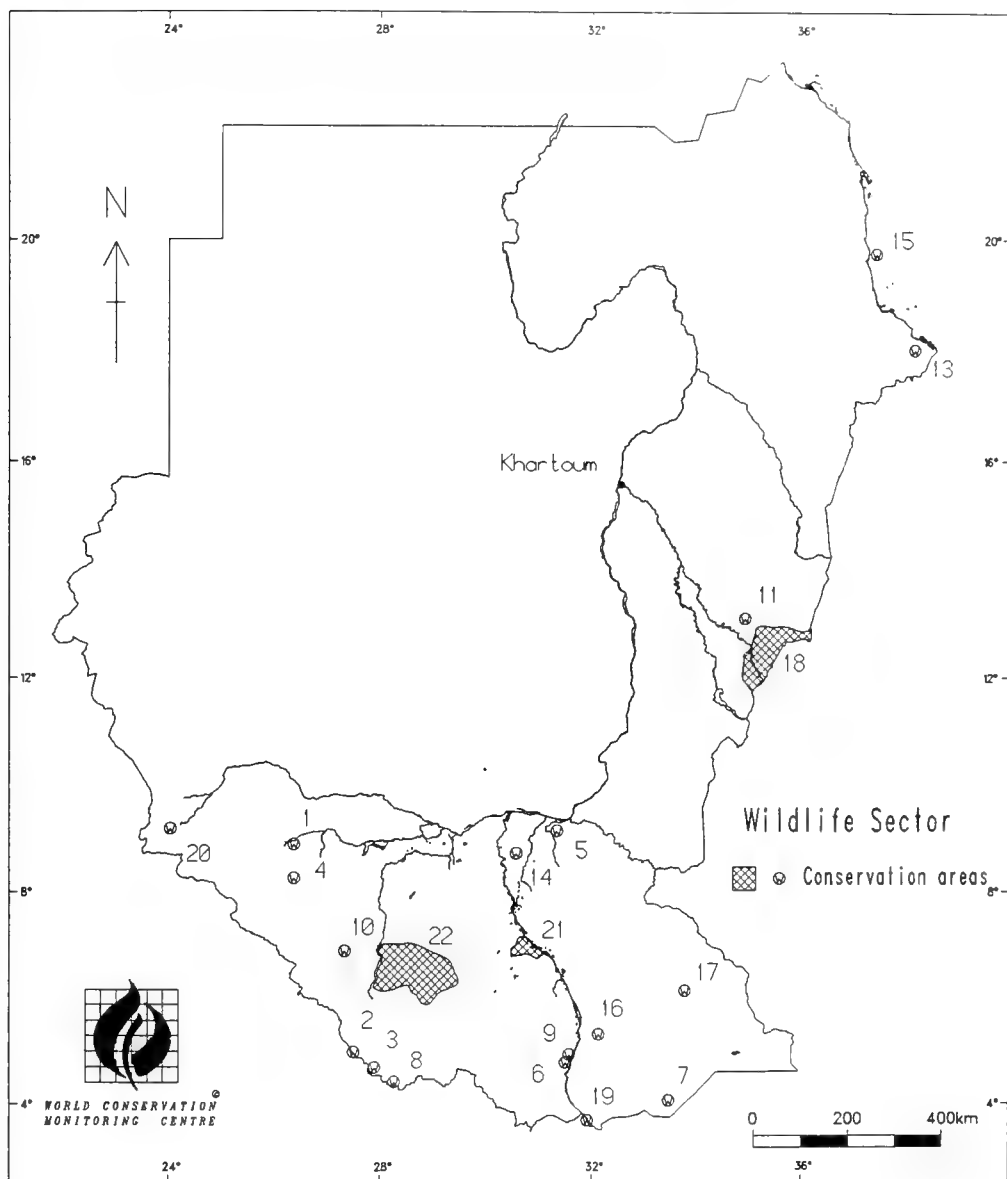 24° 28° 32° 36°
N
20° 15 20°
13
16° Khartoum 16°
11
18
12° 12°
Wildlife Sector
Conservation areas
1
20 4 5
8° 14 8°
10 22 21
17
2 3 8 9 16
6 7
19
4° 4°
WORLD CONSERVATION ©
MONITORING CENTRE
0 200 400km
24° 28° 32° 36°